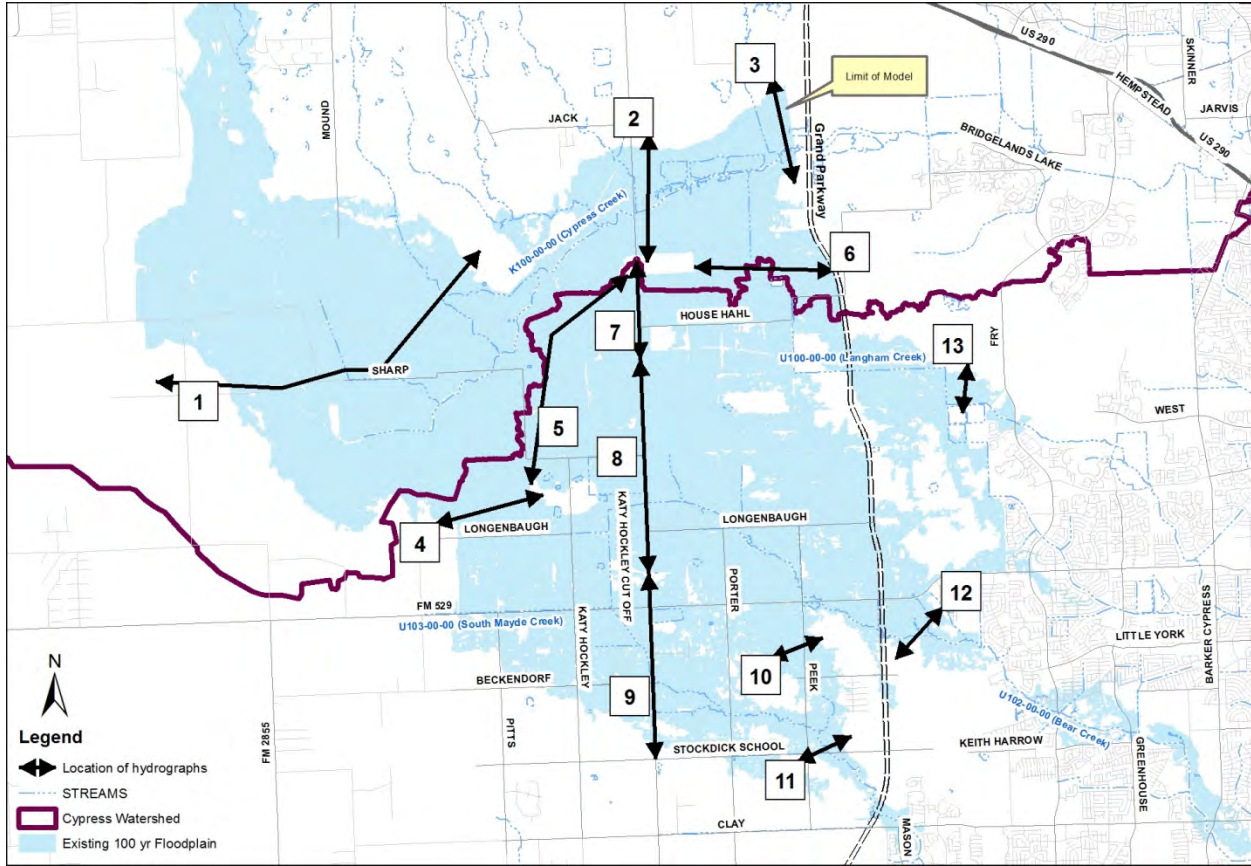 US 290
SKINNER
3
Limit of Model
HEMPSTEAD
JARVIS
MOUND
JACK
2
Grand Parkway
BRIDGELANDS LAKE
US 290
K100-00-00 (Cypress Creek)
6
HOUSE HAHL
7
FRY
13
U100-00-00 (Langham Creek)
SHARP
1
WEST
5
8
KATY HOCKLEY CUT OFF
LONGENBAUGH
LONGENBAUGH
4
PORTER
12
FM 529
U103-00-00 (South Mayde Creek)
KATY HOCKLEY
LITTLE YORK
BARKER CYPRESS
10
PEEK
BECKENDORF
9
U102-00-00 (Bear Creek)
PITTS
FM 2855
STOCKDICK SCHOOL
11
KEITH HARROW
GREENHOUSE
CLAY
MASON
N
Legend
Location of hydrographs
STREAMS
Cypress Watershed
Existing 100 yr Floodplain